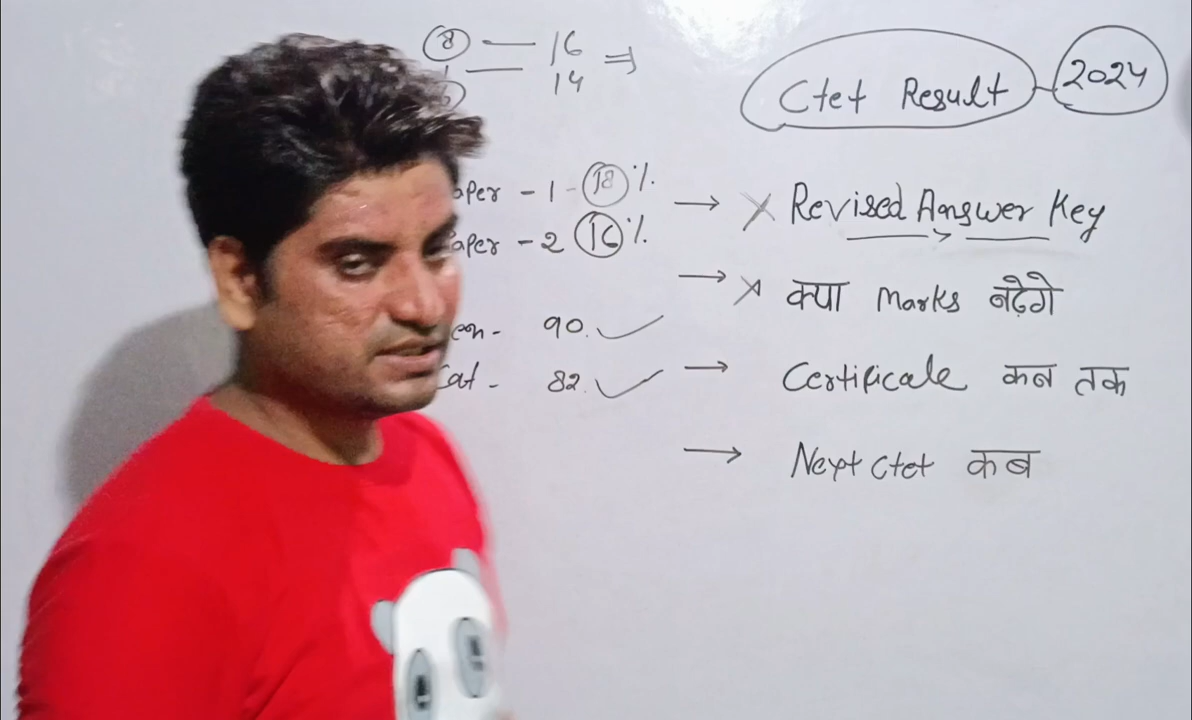 8 — 16 ⇒
— 14
Ctet Result - 2024
aper - 1 - 18 %.
aper - 2 16 %.
en - 90. ✓
Cat - 82. ✓
→ × Revised Answer Key
→ × क्या Marks बढ़ेगे
→ Certificate कब तक
→ Next Ctet कब